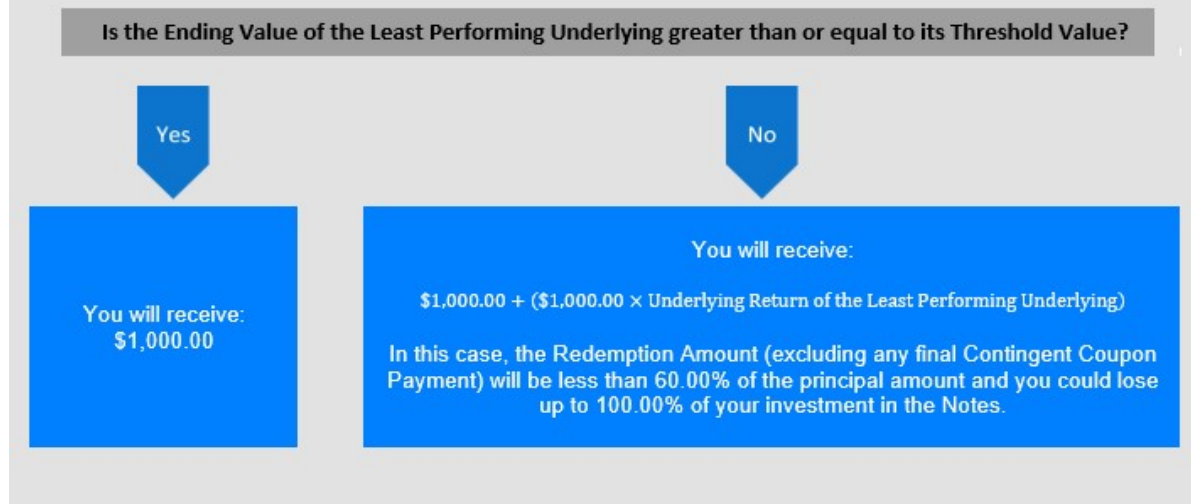 Is the Ending Value of the Least Performing Underlying greater than or equal to its Threshold Value?
Yes
No
You will receive:
$1,000.00
You will receive:
$1,000.00 + ($1,000.00 × Underlying Return of the Least Performing Underlying)
In this case, the Redemption Amount (excluding any final Contingent Coupon
Payment) will be less than 60.00% of the principal amount and you could lose
up to 100.00% of your investment in the Notes.